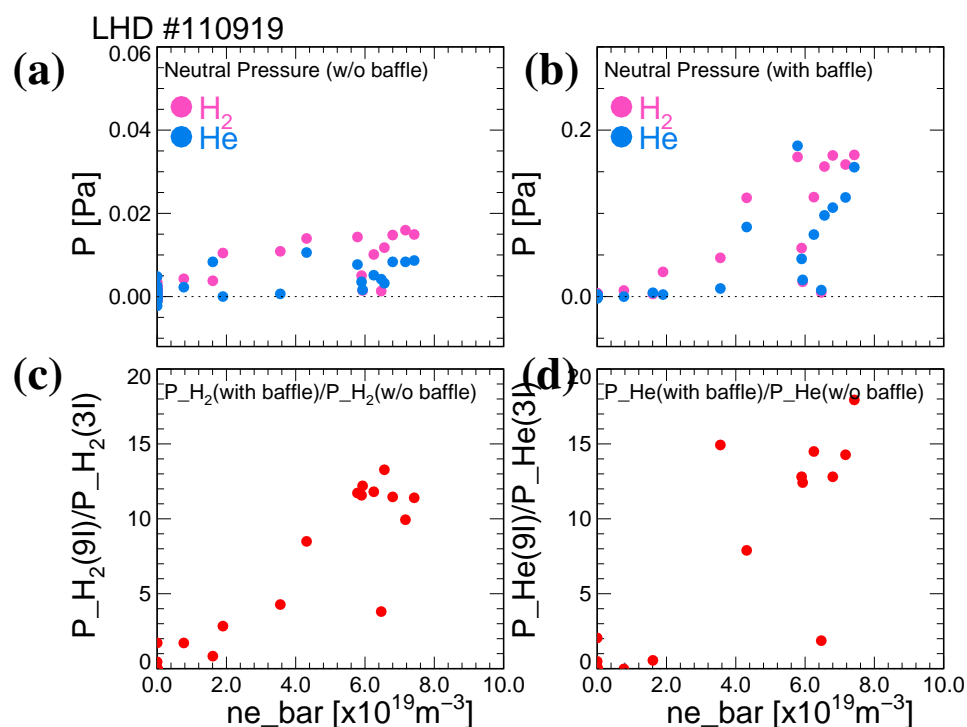 LHD #110919
(a)
Neutral Pressure (w/o baffle)
H₂
He
P [Pa]
0.06
0.04
0.02
0.00
(b)
Neutral Pressure (with baffle)
H₂
He
P [Pa]
0.2
0.0
(c)
P_H₂(with baffle)/P_H₂(w/o baffle)
P_H₂(9I)/P_H₂(3I)
20
15
10
5
0
0.0 2.0 4.0 6.0 8.0 10.0
ne_bar [x10¹⁹m⁻³]
(d)
P_He(with baffle)/P_He(w/o baffle)
P_He(9I)/P_He(3I)
20
15
10
5
0
0.0 2.0 4.0 6.0 8.0 10.0
ne_bar [x10¹⁹m⁻³]